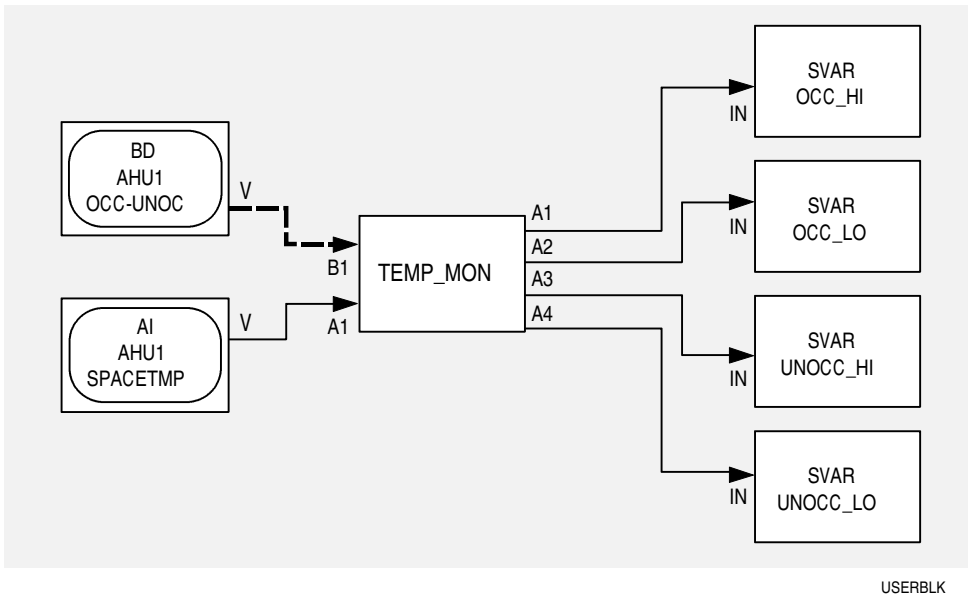 BD
AHU1
OCC-UNOC
V
B1
AI
AHU1
SPACETMP
V
A1
TEMP_MON
A1
A2
A3
A4
IN
SVAR
OCC_HI
IN
SVAR
OCC_LO
IN
SVAR
UNOCC_HI
IN
SVAR
UNOCC_LO
USERBLK